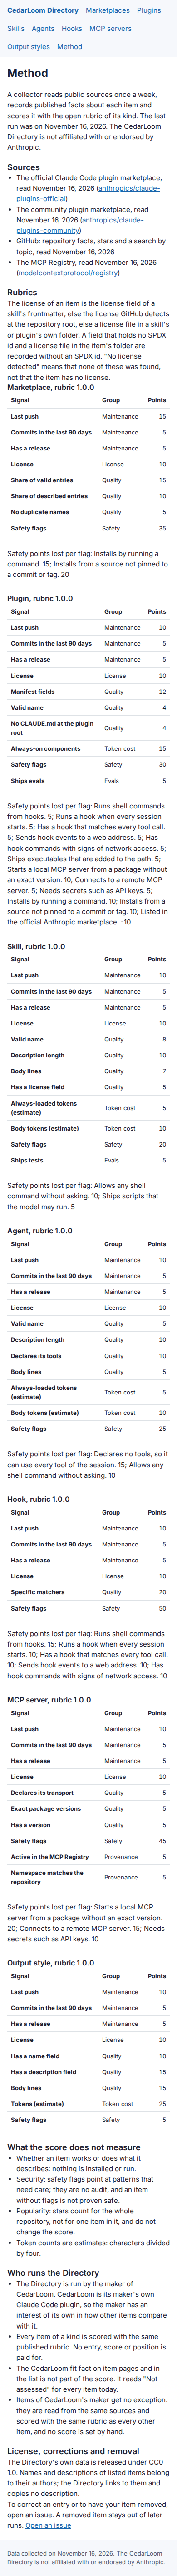 CedarLoom Directory Marketplaces Plugins
Skills Agents Hooks MCP servers
Output styles Method
Method
A collector reads public sources once a week,
records published facts about each item and
scores it with the open rubric of its kind. The last
run was on November 16, 2026. The CedarLoom
Directory is not affiliated with or endorsed by
Anthropic.
Sources
• The official Claude Code plugin marketplace,
read November 16, 2026 (anthropics/claude-
plugins-official)
• The community plugin marketplace, read
November 16, 2026 (anthropics/claude-
plugins-community)
• GitHub: repository facts, stars and a search by
topic, read November 16, 2026
• The MCP Registry, read November 16, 2026
(modelcontextprotocol/registry)
Rubrics
The license of an item is the license field of a
skill's frontmatter, else the license GitHub detects
at the repository root, else a license file in a skill's
or plugin's own folder. A field that holds no SPDX
id and a license file in the item's folder are
recorded without an SPDX id. "No license
detected" means that none of these was found,
not that the item has no license.
Marketplace, rubric 1.0.0
Signal Group Points
Last push Maintenance 15
Commits in the last 90 days Maintenance 5
Has a release Maintenance 5
License License 10
Share of valid entries Quality 15
Share of described entries Quality 10
No duplicate names Quality 5
Safety flags Safety 35
Safety points lost per flag: Installs by running a
command. 15; Installs from a source not pinned to
a commit or tag. 20
Plugin, rubric 1.0.0
Signal Group Points
Last push Maintenance 10
Commits in the last 90 days Maintenance 5
Has a release Maintenance 5
License License 10
Manifest fields Quality 12
Valid name Quality 4
No CLAUDE.md at the plugin
root Quality 4
Always-on components Token cost 15
Safety flags Safety 30
Ships evals Evals 5
Safety points lost per flag: Runs shell commands
from hooks. 5; Runs a hook when every session
starts. 5; Has a hook that matches every tool call.
5; Sends hook events to a web address. 5; Has
hook commands with signs of network access. 5;
Ships executables that are added to the path. 5;
Starts a local MCP server from a package without
an exact version. 10; Connects to a remote MCP
server. 5; Needs secrets such as API keys. 5;
Installs by running a command. 10; Installs from a
source not pinned to a commit or tag. 10; Listed in
the official Anthropic marketplace. -10
Skill, rubric 1.0.0
Signal Group Points
Last push Maintenance 10
Commits in the last 90 days Maintenance 5
Has a release Maintenance 5
License License 10
Valid name Quality 8
Description length Quality 10
Body lines Quality 7
Has a license field Quality 5
Always-loaded tokens
(estimate) Token cost 5
Body tokens (estimate) Token cost 10
Safety flags Safety 20
Ships tests Evals 5
Safety points lost per flag: Allows any shell
command without asking. 10; Ships scripts that
the model may run. 5
Agent, rubric 1.0.0
Signal Group Points
Last push Maintenance 10
Commits in the last 90 days Maintenance 5
Has a release Maintenance 5
License License 10
Valid name Quality 5
Description length Quality 10
Declares its tools Quality 10
Body lines Quality 5
Always-loaded tokens
(estimate) Token cost 5
Body tokens (estimate) Token cost 10
Safety flags Safety 25
Safety points lost per flag: Declares no tools, so it
can use every tool of the session. 15; Allows any
shell command without asking. 10
Hook, rubric 1.0.0
Signal Group Points
Last push Maintenance 10
Commits in the last 90 days Maintenance 5
Has a release Maintenance 5
License License 10
Specific matchers Quality 20
Safety flags Safety 50
Safety points lost per flag: Runs shell commands
from hooks. 15; Runs a hook when every session
starts. 10; Has a hook that matches every tool call.
10; Sends hook events to a web address. 10; Has
hook commands with signs of network access. 10
MCP server, rubric 1.0.0
Signal Group Points
Last push Maintenance 10
Commits in the last 90 days Maintenance 5
Has a release Maintenance 5
License License 10
Declares its transport Quality 5
Exact package versions Quality 5
Has a version Quality 5
Safety flags Safety 45
Active in the MCP Registry Provenance 5
Namespace matches the
repository Provenance 5
Safety points lost per flag: Starts a local MCP
server from a package without an exact version.
20; Connects to a remote MCP server. 15; Needs
secrets such as API keys. 10
Output style, rubric 1.0.0
Signal Group Points
Last push Maintenance 10
Commits in the last 90 days Maintenance 5
Has a release Maintenance 5
License License 10
Has a name field Quality 10
Has a description field Quality 15
Body lines Quality 15
Tokens (estimate) Token cost 25
Safety flags Safety 5
What the score does not measure
• Whether an item works or does what it
describes: nothing is installed or run.
• Security: safety flags point at patterns that
need care; they are no audit, and an item
without flags is not proven safe.
• Popularity: stars count for the whole
repository, not for one item in it, and do not
change the score.
• Token counts are estimates: characters divided
by four.
Who runs the Directory
• The Directory is run by the maker of
CedarLoom. CedarLoom is its maker's own
Claude Code plugin, so the maker has an
interest of its own in how other items compare
with it.
• Every item of a kind is scored with the same
published rubric. No entry, score or position is
paid for.
• The CedarLoom fit fact on item pages and in
the list is not part of the score. It reads "Not
assessed" for every item today.
• Items of CedarLoom's maker get no exception:
they are read from the same sources and
scored with the same rubric as every other
item, and no score is set by hand.
License, corrections and removal
The Directory's own data is released under CC0
1.0. Names and descriptions of listed items belong
to their authors; the Directory links to them and
copies no description.
To correct an entry or to have your item removed,
open an issue. A removed item stays out of later
runs. Open an issue
Data collected on November 16, 2026. The CedarLoom
Directory is not affiliated with or endorsed by Anthropic.